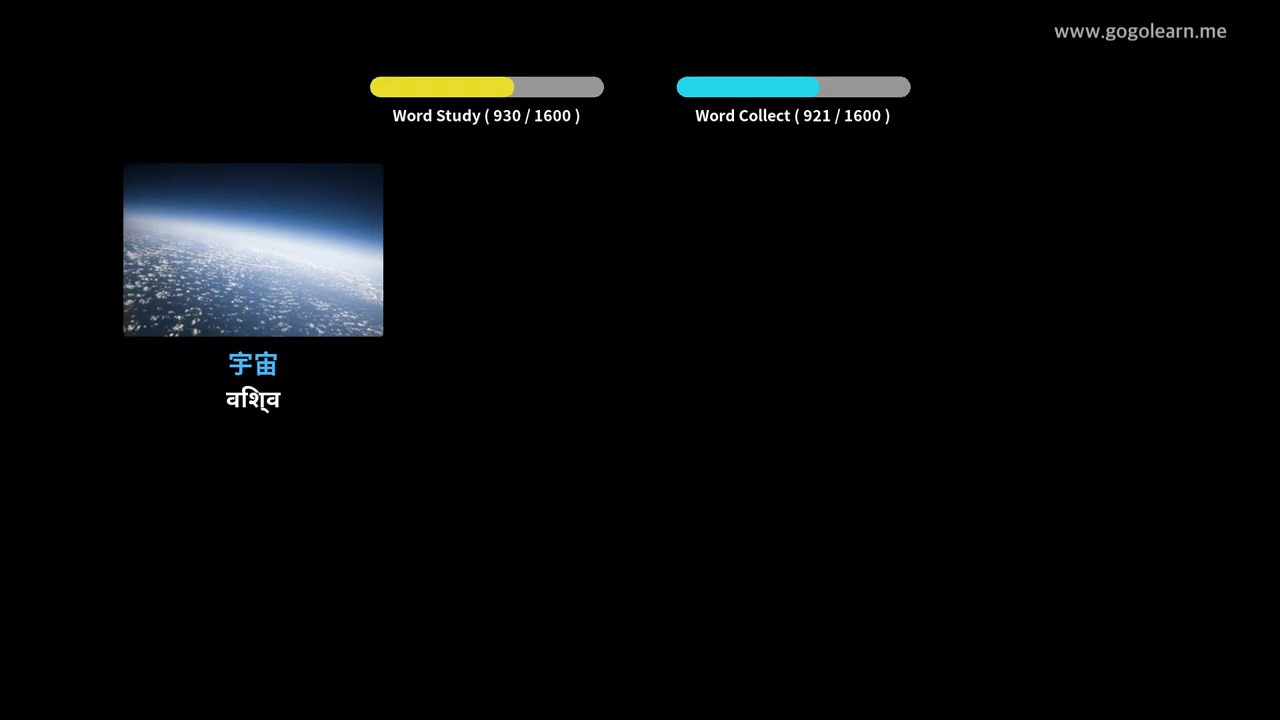 www.gogolearn.me
Word Study ( 930 / 1600 )
Word Collect ( 921 / 1600 )
宇宙
विश्व